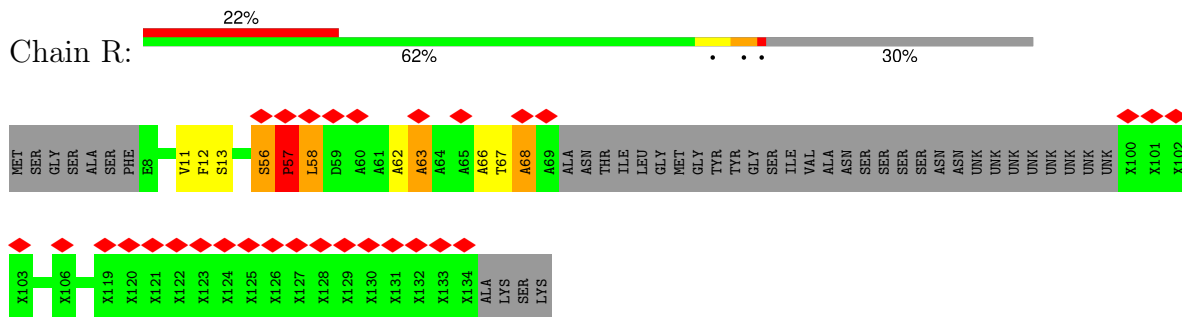 22%
Chain R:
62% • • • 30%
MET SER GLY SER ALA SER PHE E8 V11 F12 S13 S56 P57 L58 D59 A60 A61 A62 A63 A64 A65 A66 T67 A68 A69 ALA ASN THR ILE LEU GLY MET GLY TYR TYR GLY SER ILE VAL ALA ASN SER SER SER SER ASN ASN UNK UNK UNK UNK UNK UNK UNK UNK X100 X101 X102
X103 X106 X119 X120 X121 X122 X123 X124 X125 X126 X127 X128 X129 X130 X131 X132 X133 X134 ALA LYS SER LYS